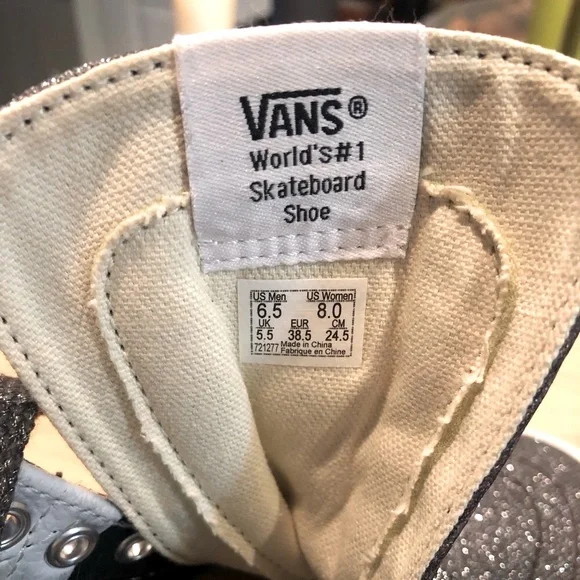 VANS®
World's#1
Skateboard
Shoe
US Men US Women
6.5 8.0
UK EUR CM
5.5 38.5 24.5
721277 Made in China
Fabrique en Chine